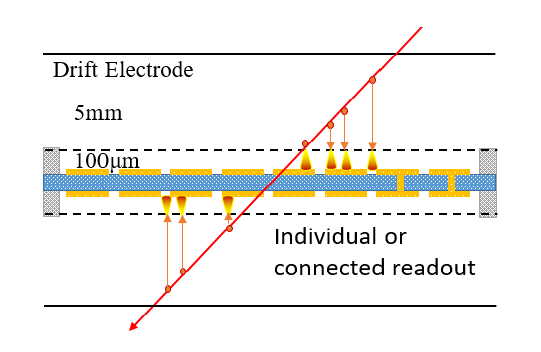 Drift Electrode
5mm
100μm
Individual or
connected readout